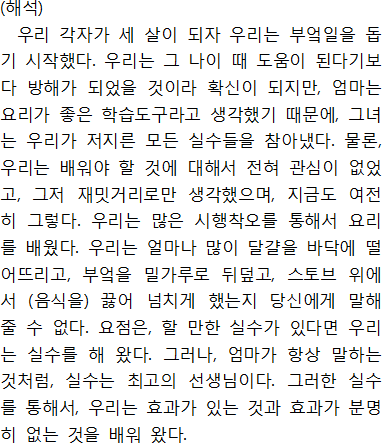 (해석)
우리 각자가 세 살이 되자 우리는 부엌일을 돕
기 시작했다. 우리는 그 나이 때 도움이 된다기보
다 방해가 되었을 것이라 확신이 되지만, 엄마는
요리가 좋은 학습도구라고 생각했기 때문에, 그녀
는 우리가 저지른 모든 실수들을 참아냈다. 물론,
우리는 배워야 할 것에 대해서 전혀 관심이 없었
고, 그저 재밋거리로만 생각했으며, 지금도 여전
히 그렇다. 우리는 많은 시행착오를 통해서 요리
를 배웠다. 우리는 얼마나 많이 달걀을 바닥에 떨
어뜨리고, 부엌을 밀가루로 뒤덮고, 스토브 위에
서 (음식을) 끓어 넘치게 했는지 당신에게 말해
줄 수 없다. 요점은, 할 만한 실수가 있다면 우리
는 실수를 해 왔다. 그러나, 엄마가 항상 말하는
것처럼, 실수는 최고의 선생님이다. 그러한 실수
를 통해서, 우리는 효과가 있는 것과 효과가 분명
히 없는 것을 배워 왔다.